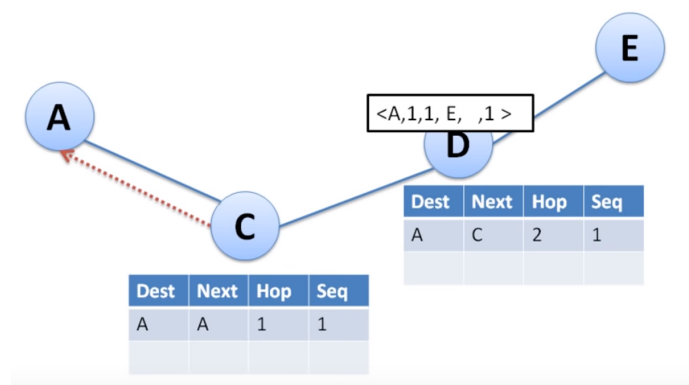 E
<A,1,1, E,  ,1 >
A
D
Dest Next Hop Seq
A C 2 1
C
Dest Next Hop Seq
A A 1 1